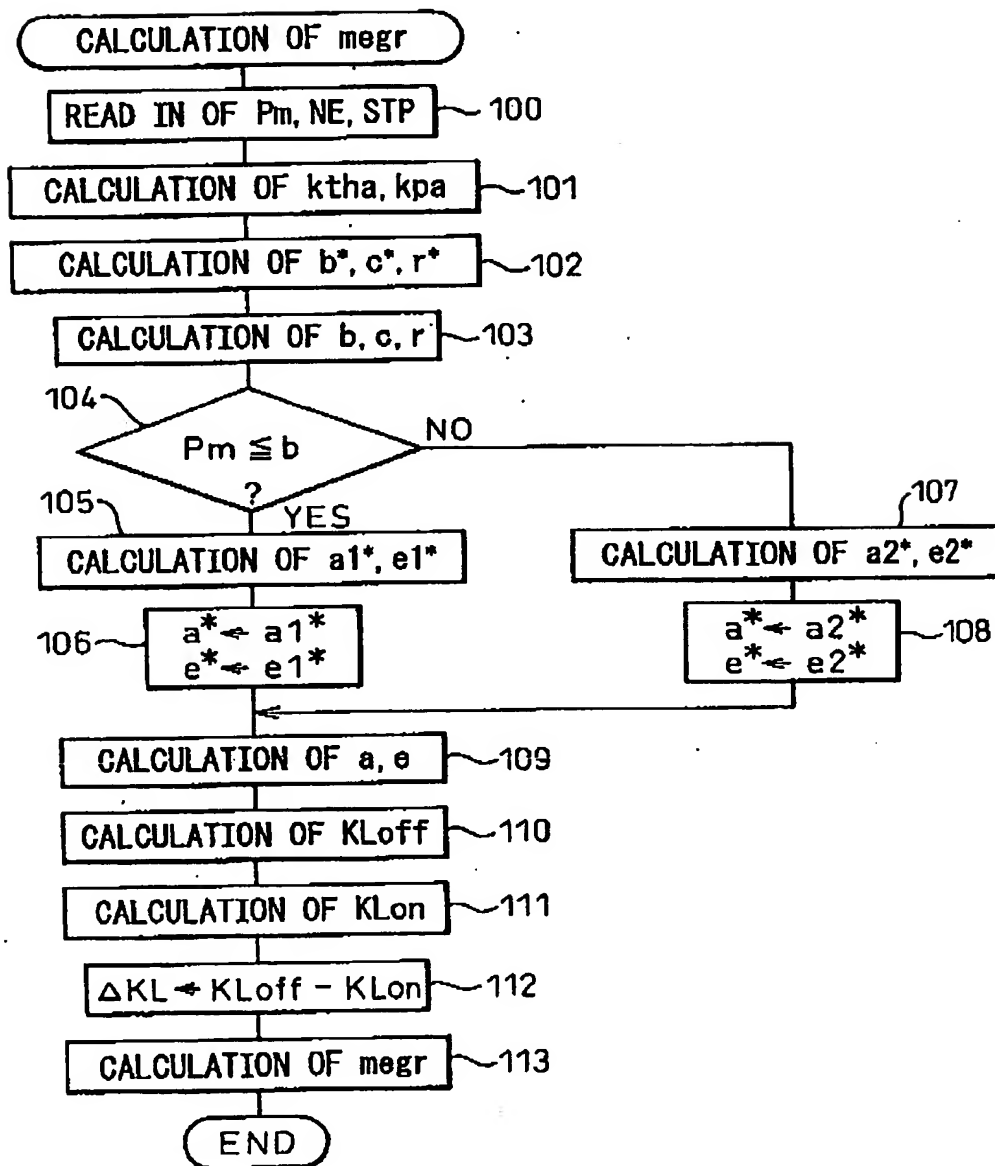 CALCULATION OF megr
READ IN OF Pm, NE, STP
100
CALCULATION OF ktha, kpa
101
CALCULATION OF b*, c*, r*
102
CALCULATION OF b, c, r
103
104
Pm ≦ b
?
NO
YES
105
CALCULATION OF a1*, e1*
107
CALCULATION OF a2*, e2*
106
a* ← a1*
e* ← e1*
a* ← a2*
e* ← e2*
108
CALCULATION OF a, e
109
CALCULATION OF KLoff
110
CALCULATION OF KLon
111
ΔKL ← KLoff - KLon
112
CALCULATION OF megr
113
END